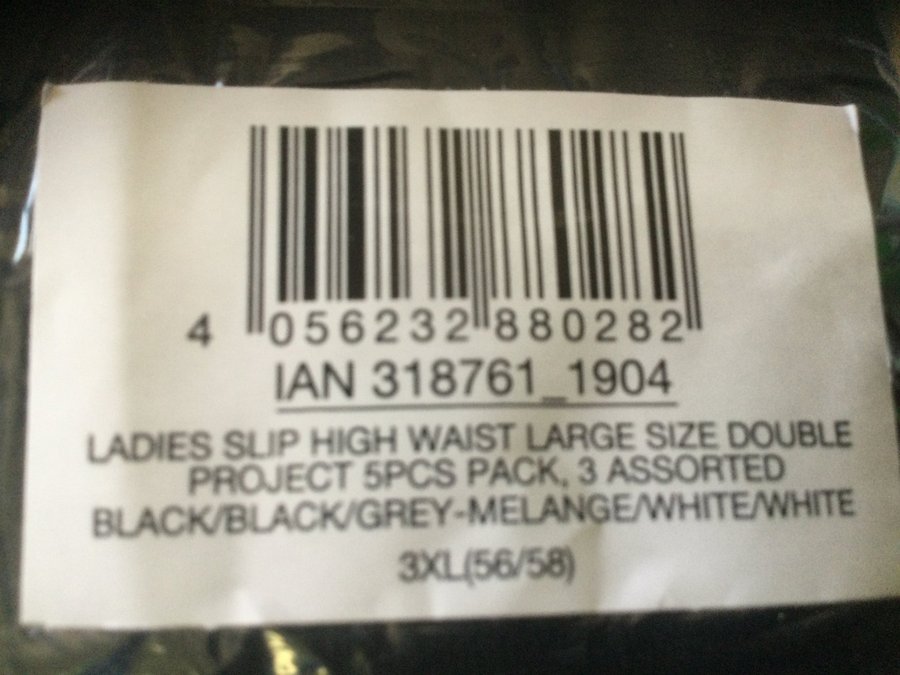 4 056232 880282
IAN 318761_1904
LADIES SLIP HIGH WAIST LARGE SIZE DOUBLE
PROJECT 5PCS PACK, 3 ASSORTED
BLACK/BLACK/GREY-MELANGE/WHITE/WHITE
3XL(56/58)